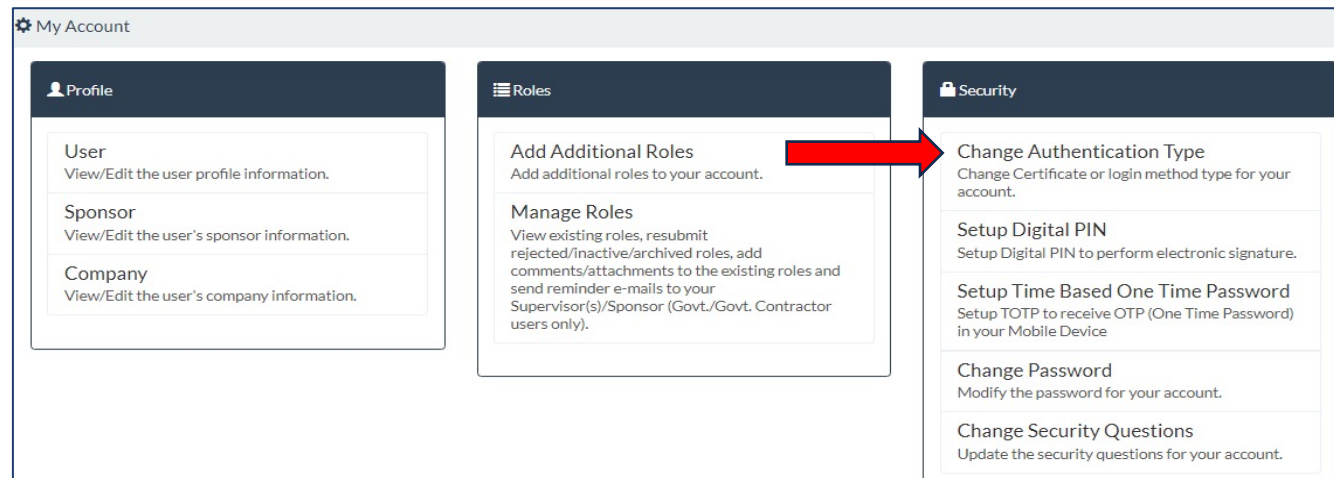 My Account
Profile
User
View/Edit the user profile information.
Sponsor
View/Edit the user's sponsor information.
Company
View/Edit the user's company information.
Roles
Add Additional Roles
Add additional roles to your account.
Manage Roles
View existing roles, resubmit
rejected/inactive/archived roles, add
comments/attachments to the existing roles and
send reminder e-mails to your
Supervisor(s)/Sponsor (Govt./Govt. Contractor
users only).
Security
Change Authentication Type
Change Certificate or login method type for your
account.
Setup Digital PIN
Setup Digital PIN to perform electronic signature.
Setup Time Based One Time Password
Setup TOTP to receive OTP (One Time Password)
in your Mobile Device
Change Password
Modify the password for your account.
Change Security Questions
Update the security questions for your account.